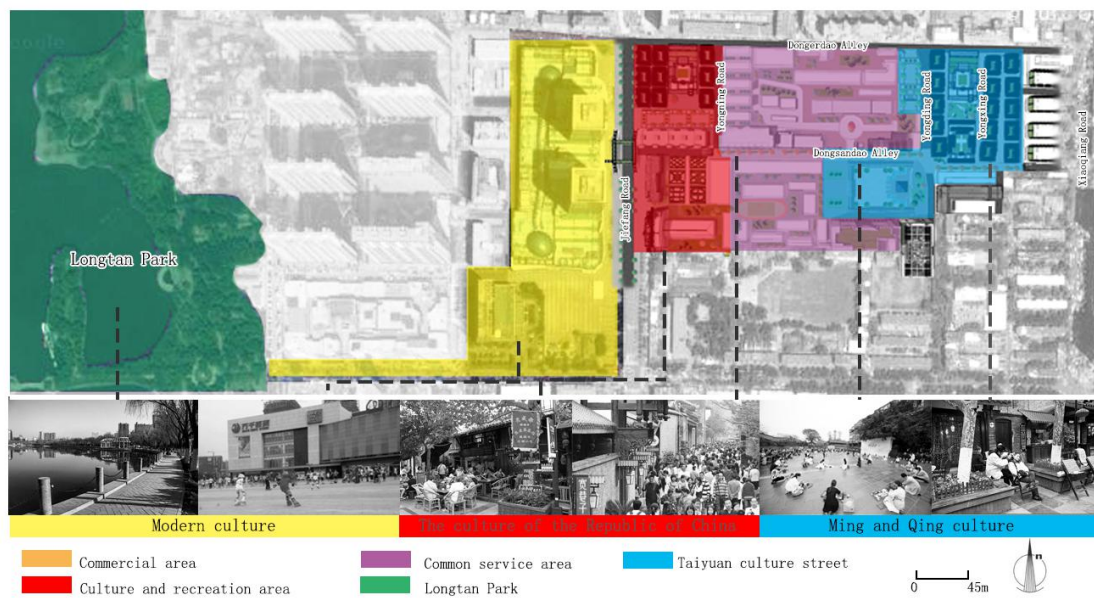 Dongerdao Alley
Yongning Road
Yongding Road
Yongxing Road
Xiaoqiang Road
Dongsandao Alley
Jiefang Road
Longtan Park
Modern culture
The culture of the Republic of China
Ming and Qing culture
Commercial area
Common service area
Taiyuan culture street
Culture and recreation area
Longtan Park
0 45m
n